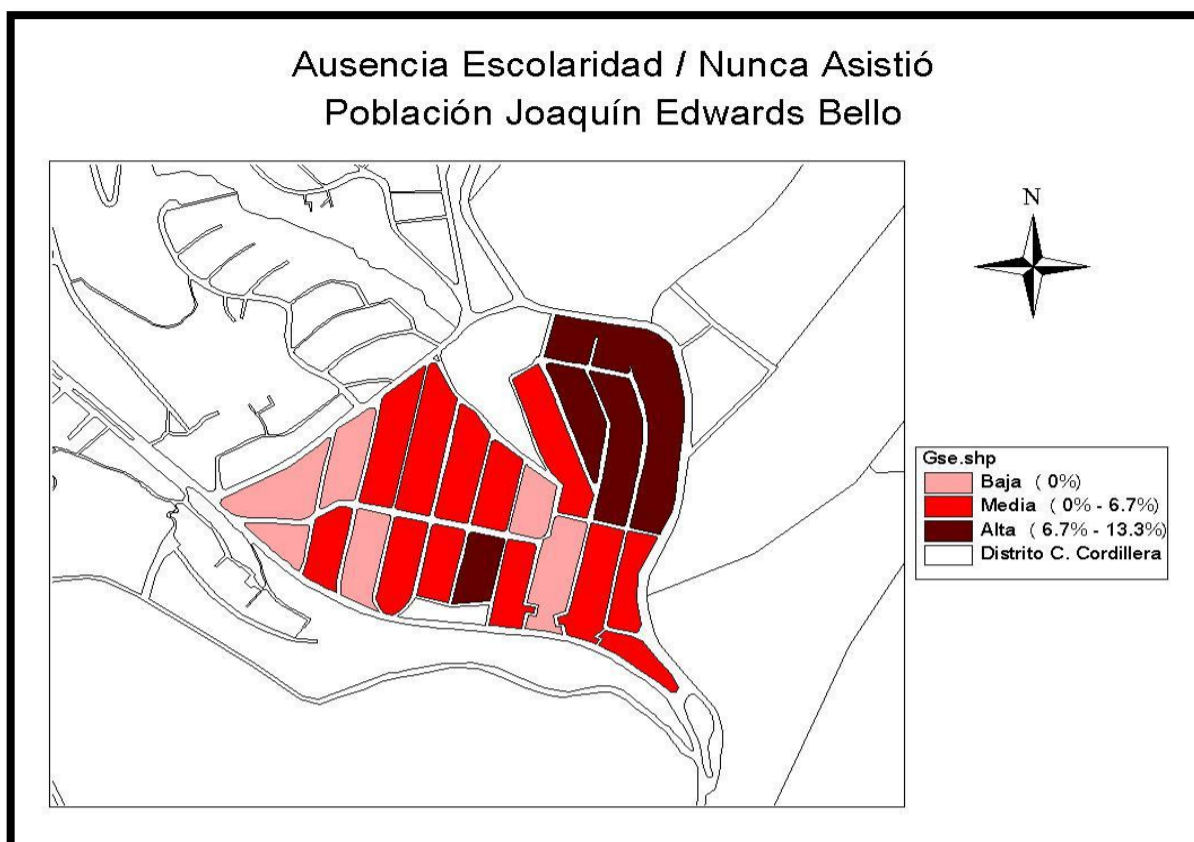 Ausencia Escolaridad / Nunca Asistió
Población Joaquín Edwards Bello
N
Gse.shp
Baja ( 0%)
Media ( 0% - 6.7%)
Alta ( 6.7% - 13.3%)
Distrito C. Cordillera